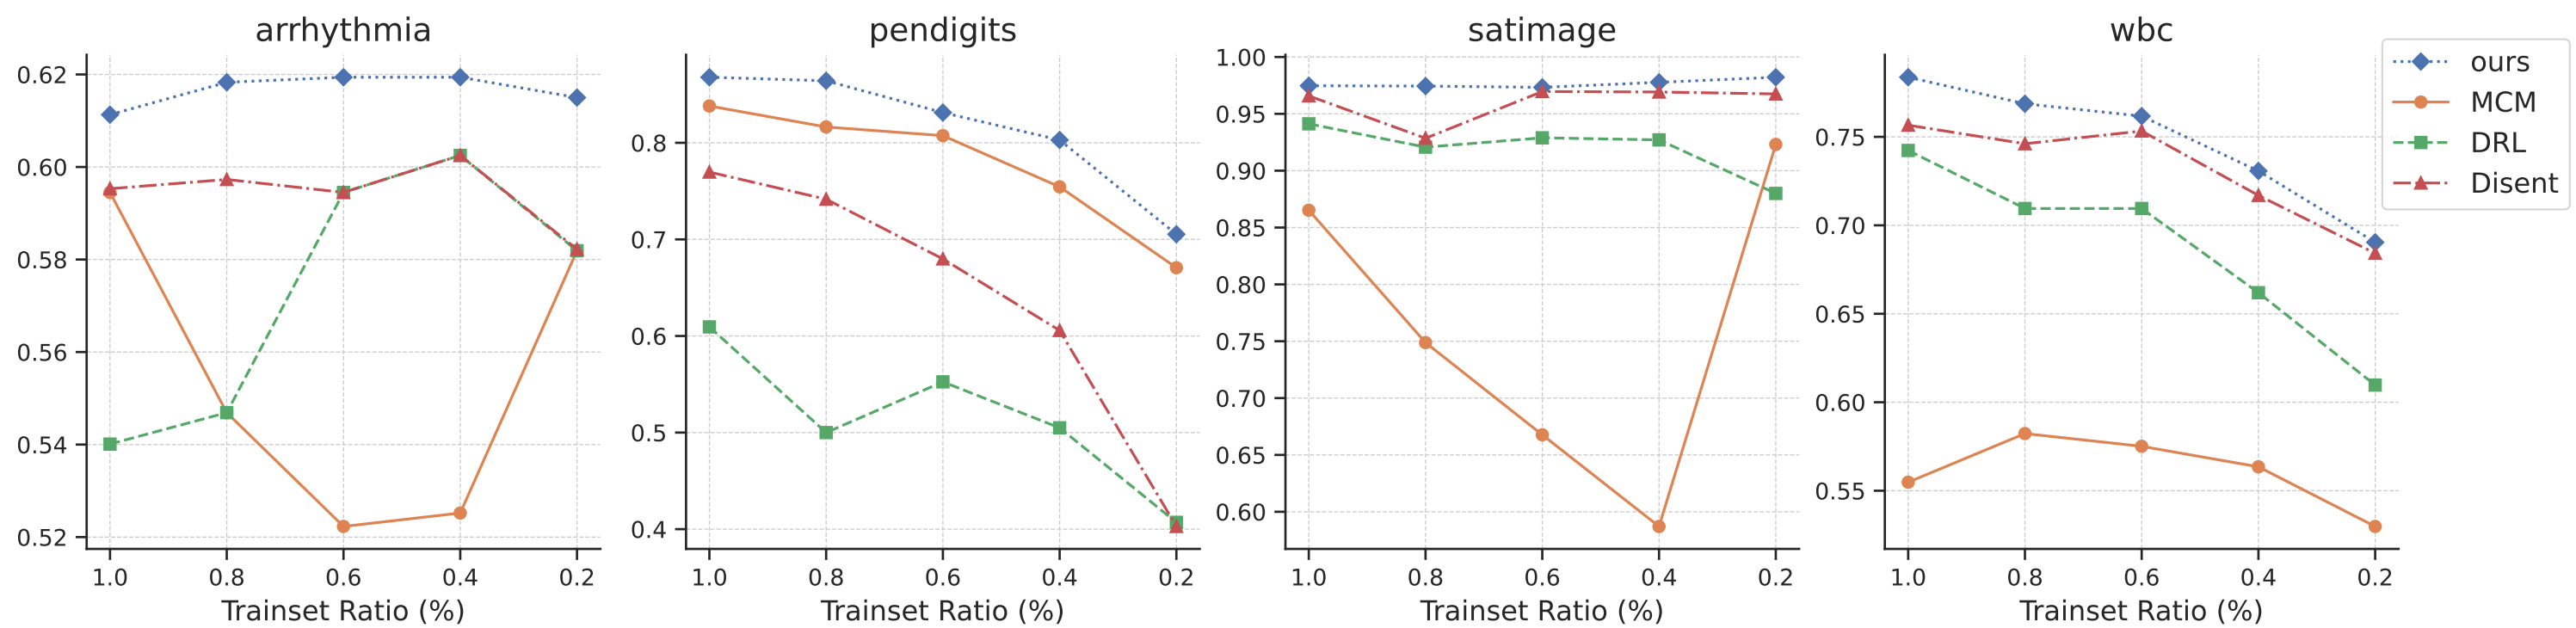 arrhythmia
0.62
0.60
0.58
0.56
0.54
0.52
1.0 0.8 0.6 0.4 0.2
Trainset Ratio (%)
pendigits
0.8
0.7
0.6
0.5
0.4
1.0 0.8 0.6 0.4 0.2
Trainset Ratio (%)
satimage
1.00
0.95
0.90
0.85
0.80
0.75
0.70
0.65
0.60
1.0 0.8 0.6 0.4 0.2
Trainset Ratio (%)
wbc
0.75
0.70
0.65
0.60
0.55
1.0 0.8 0.6 0.4 0.2
Trainset Ratio (%)
ours
MCM
DRL
Disent